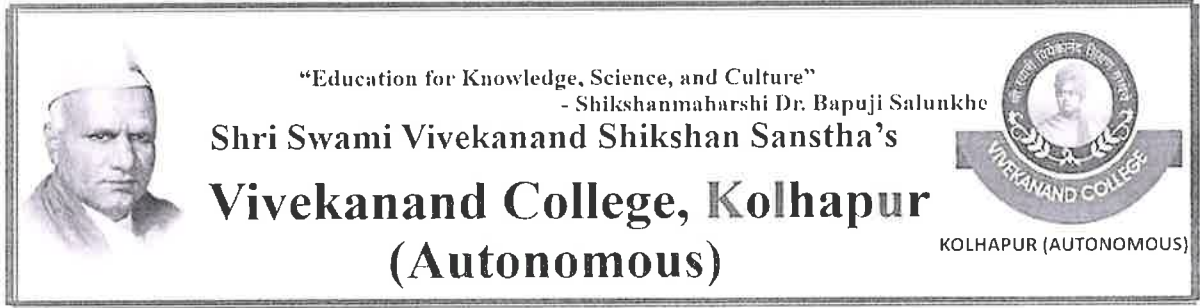 “Education for Knowledge, Science, and Culture”
- Shikshanmaharshi Dr. Bapuji Salunkhe
Shri Swami Vivekanand Shikshan Sanstha’s
Vivekanand College, Kolhapur
(Autonomous)
श्री स्वामी विवेकानंद शिक्षण संस्था
VIVEKANAND COLLEGE
KOLHAPUR (AUTONOMOUS)